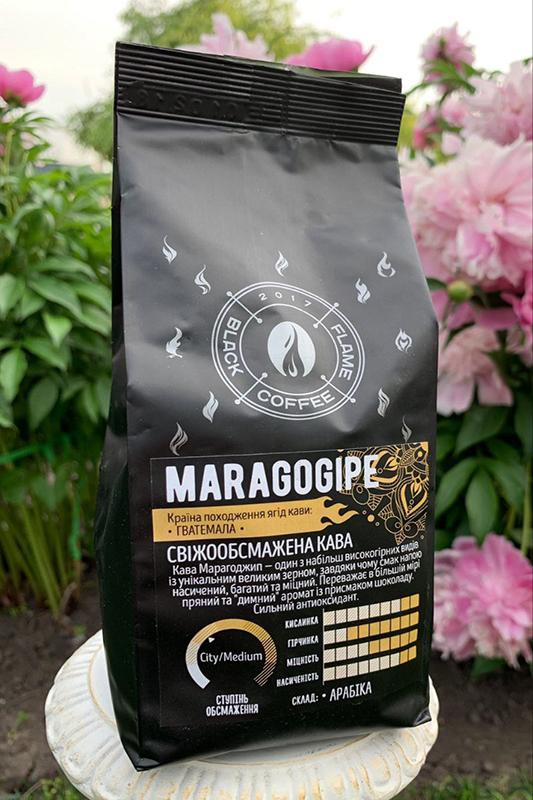 2017
BLACK FLAME
COFFEE
MARAGOGIPE
Країна походження ягід кави:
• ГВАТЕМАЛА •
СВІЖООБСМАЖЕНА КАВА
Кава Марагоджип — один з набільш високогірних видів
із унікальним великим зерном, завдяки чому смак напою
насичений, багатий та міцний. Переважає в більшій мірі
пряний та "димний" аромат із присмаком шоколаду.
Сильний антиоксидант.
City/Medium
СТУПІНЬ
ОБСМАЖЕННЯ
КИСЛИНКА
ГІРЧИНКА
МІЦНІСТЬ
НАСИЧЕНІСТЬ
СКЛАД: • АРАБІКА